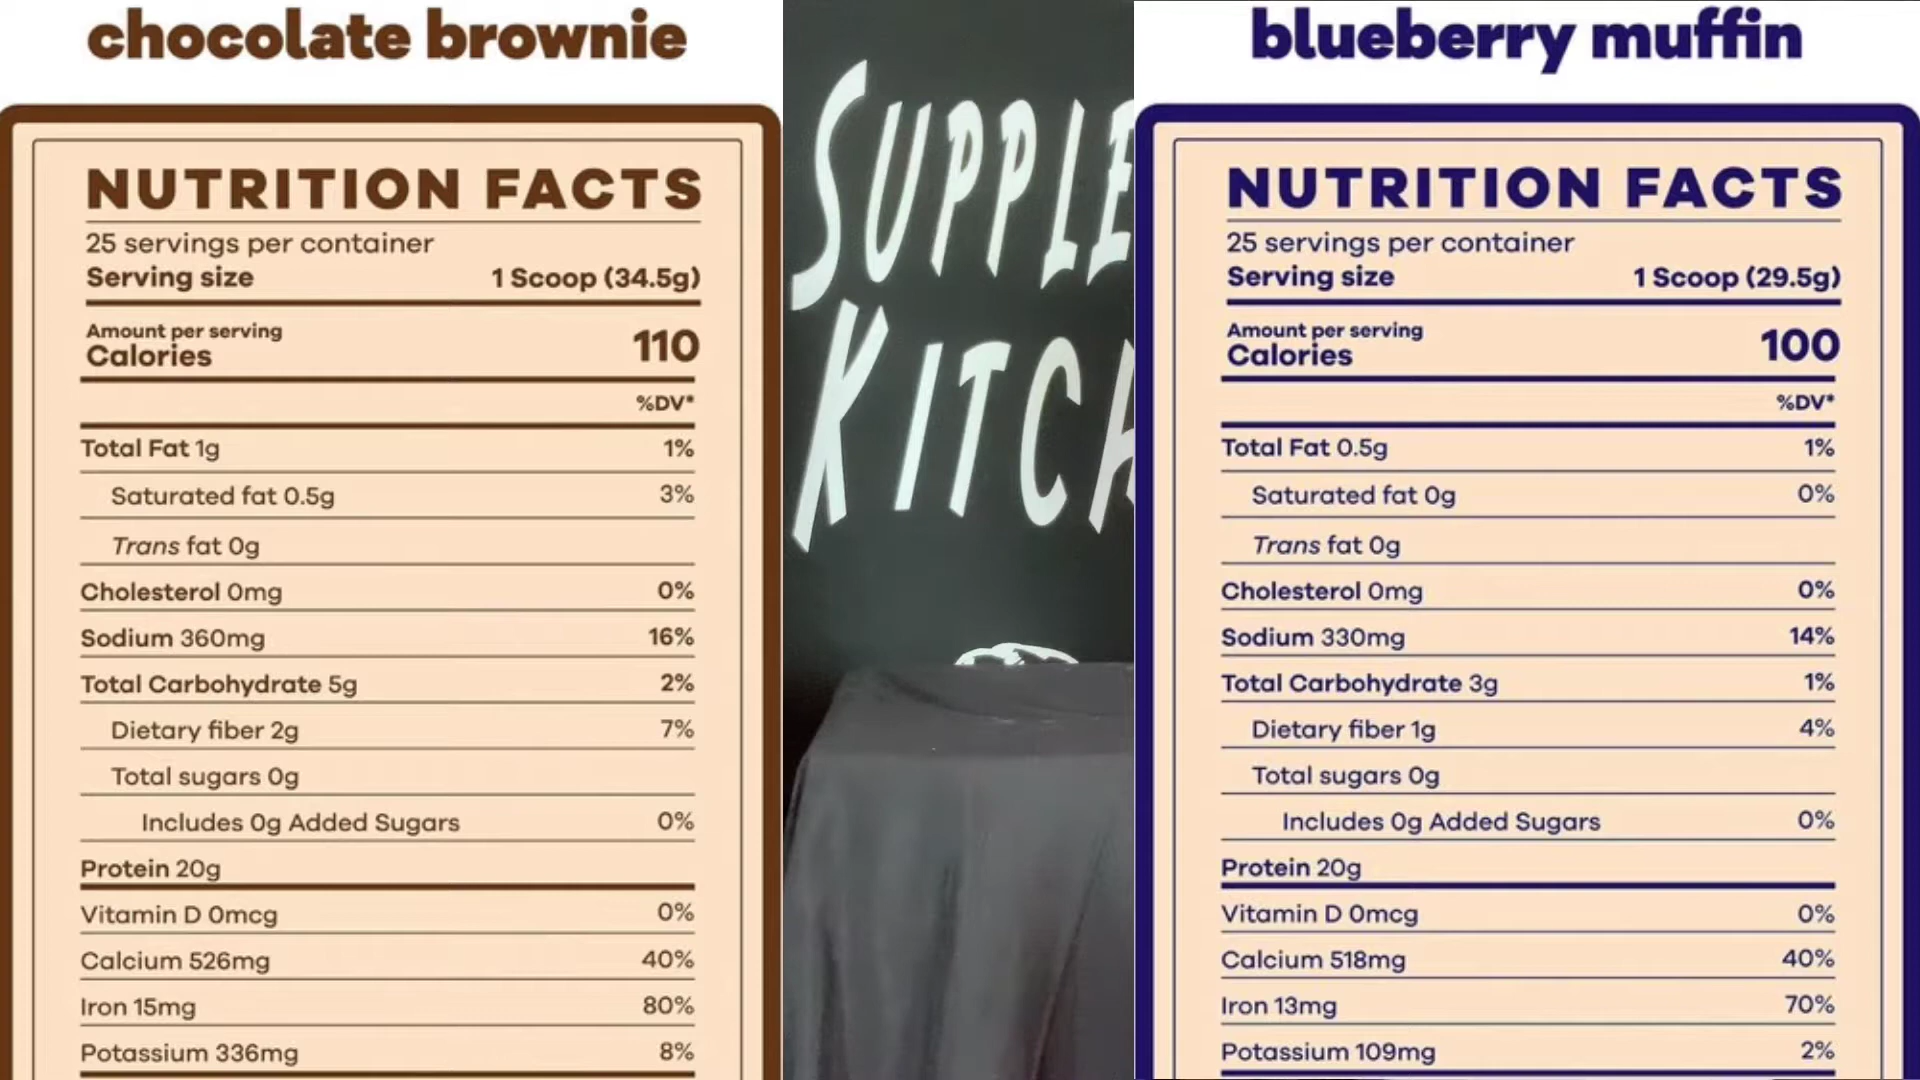 chocolate brownie
NUTRITION FACTS
25 servings per container
Serving size 1 Scoop (34.5g)
Amount per serving
Calories 110
%DV*
Total Fat 1g 1%
Saturated fat 0.5g 3%
Trans fat 0g
Cholesterol 0mg 0%
Sodium 360mg 16%
Total Carbohydrate 5g 2%
Dietary fiber 2g 7%
Total sugars 0g
Includes 0g Added Sugars 0%
Protein 20g
Vitamin D 0mcg 0%
Calcium 526mg 40%
Iron 15mg 80%
Potassium 336mg 8%
SUPPLE
KITCH
blueberry muffin
NUTRITION FACTS
25 servings per container
Serving size 1 Scoop (29.5g)
Amount per serving
Calories 100
%DV*
Total Fat 0.5g 1%
Saturated fat 0g 0%
Trans fat 0g
Cholesterol 0mg 0%
Sodium 330mg 14%
Total Carbohydrate 3g 1%
Dietary fiber 1g 4%
Total sugars 0g
Includes 0g Added Sugars 0%
Protein 20g
Vitamin D 0mcg 0%
Calcium 518mg 40%
Iron 13mg 70%
Potassium 109mg 2%